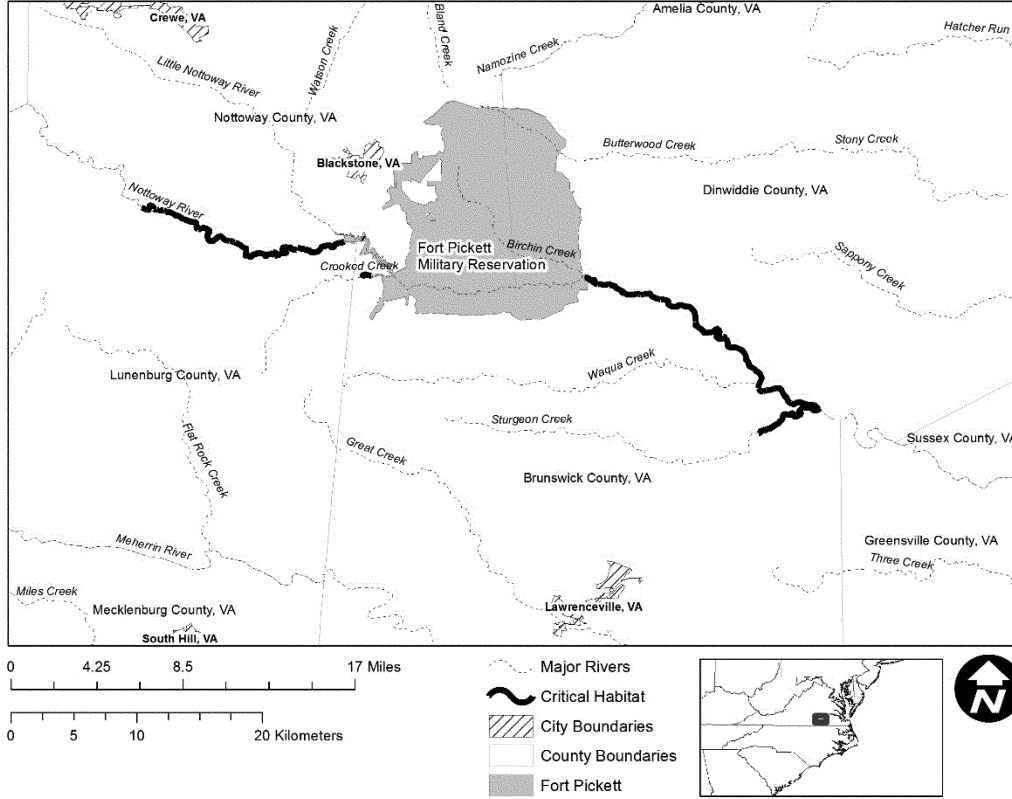 Crewe, VA
Bland Creek
Amelia County, VA
Hatcher Run
Watson Creek
Namozine Creek
Little Nottoway River
Nottoway County, VA
Butterwood Creek
Stony Creek
Blackstone, VA
Dinwiddie County, VA
Nottoway River
Fort Pickett
Military Reservation
Birchin Creek
Crooked Creek
Sappony Creek
Waqua Creek
Lunenburg County, VA
Sturgeon Creek
Flat Rock Creek
Great Creek
Sussex County, VA
Brunswick County, VA
Meherrin River
Greensville County, VA
Three Creek
Miles Creek
Mecklenburg County, VA
Lawrenceville, VA
South Hill, VA
0 4.25 8.5 17 Miles
0 5 10 20 Kilometers
Major Rivers
Critical Habitat
City Boundaries
County Boundaries
Fort Pickett
N